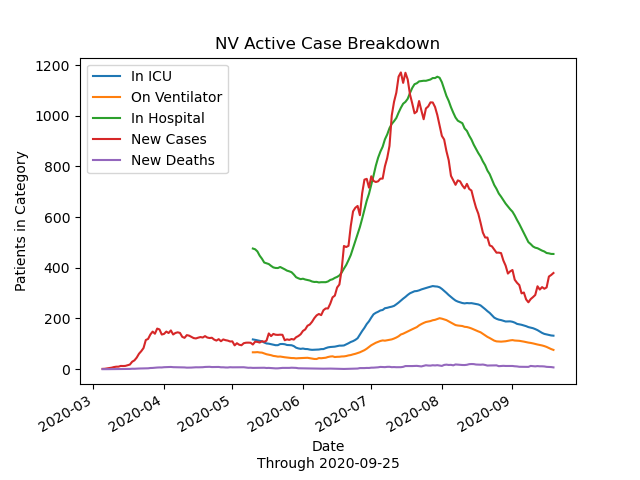 NV Active Case Breakdown
In ICU
On Ventilator
In Hospital
New Cases
New Deaths
Patients in Category
1200
1000
800
600
400
200
0
2020-03
2020-04
2020-05
2020-06
2020-07
2020-08
2020-09
Date
Through 2020-09-25